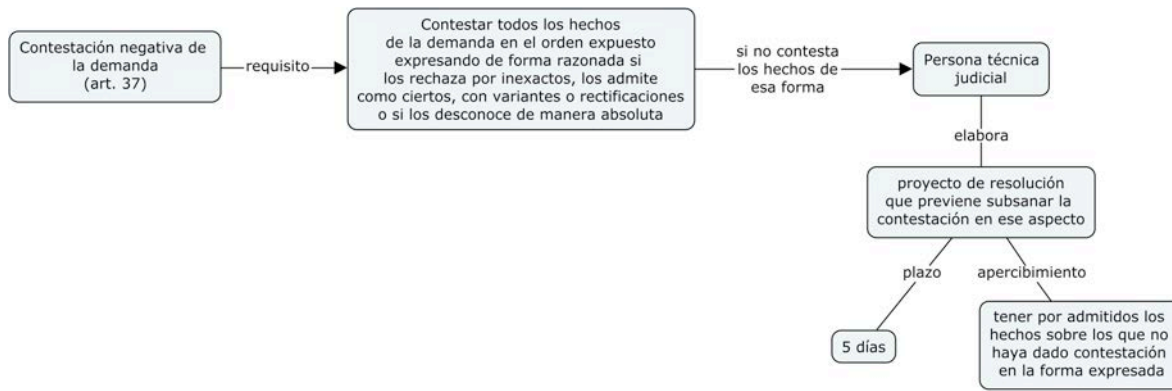 Contestación negativa de
la demanda
(art. 37)
requisito
Contestar todos los hechos
de la demanda en el orden expuesto
expresando de forma razonada si
los rechaza por inexactos, los admite
como ciertos, con variantes o rectificaciones
o si los desconoce de manera absoluta
si no contesta
los hechos de
esa forma
Persona técnica
judicial
elabora
proyecto de resolución
que previene subsanar la
contestación en ese aspecto
plazo
apercibimiento
5 días
tener por admitidos los
hechos sobre los que no
haya dado contestación
en la forma expresada